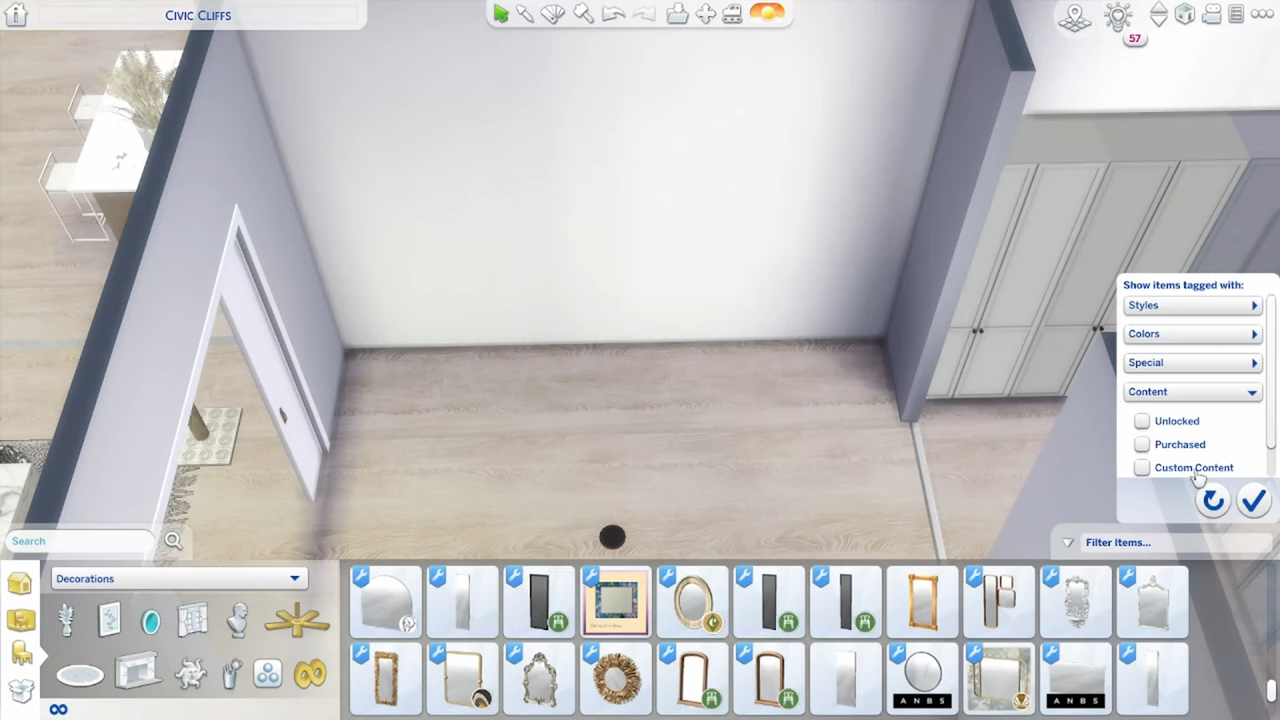 CIVIC CLIFFS
57
Show items tagged with:
Styles
Colors
Special
Content
Unlocked
Purchased
Custom Content
Search
Filter Items...
Decorations
ANBS
ANBS